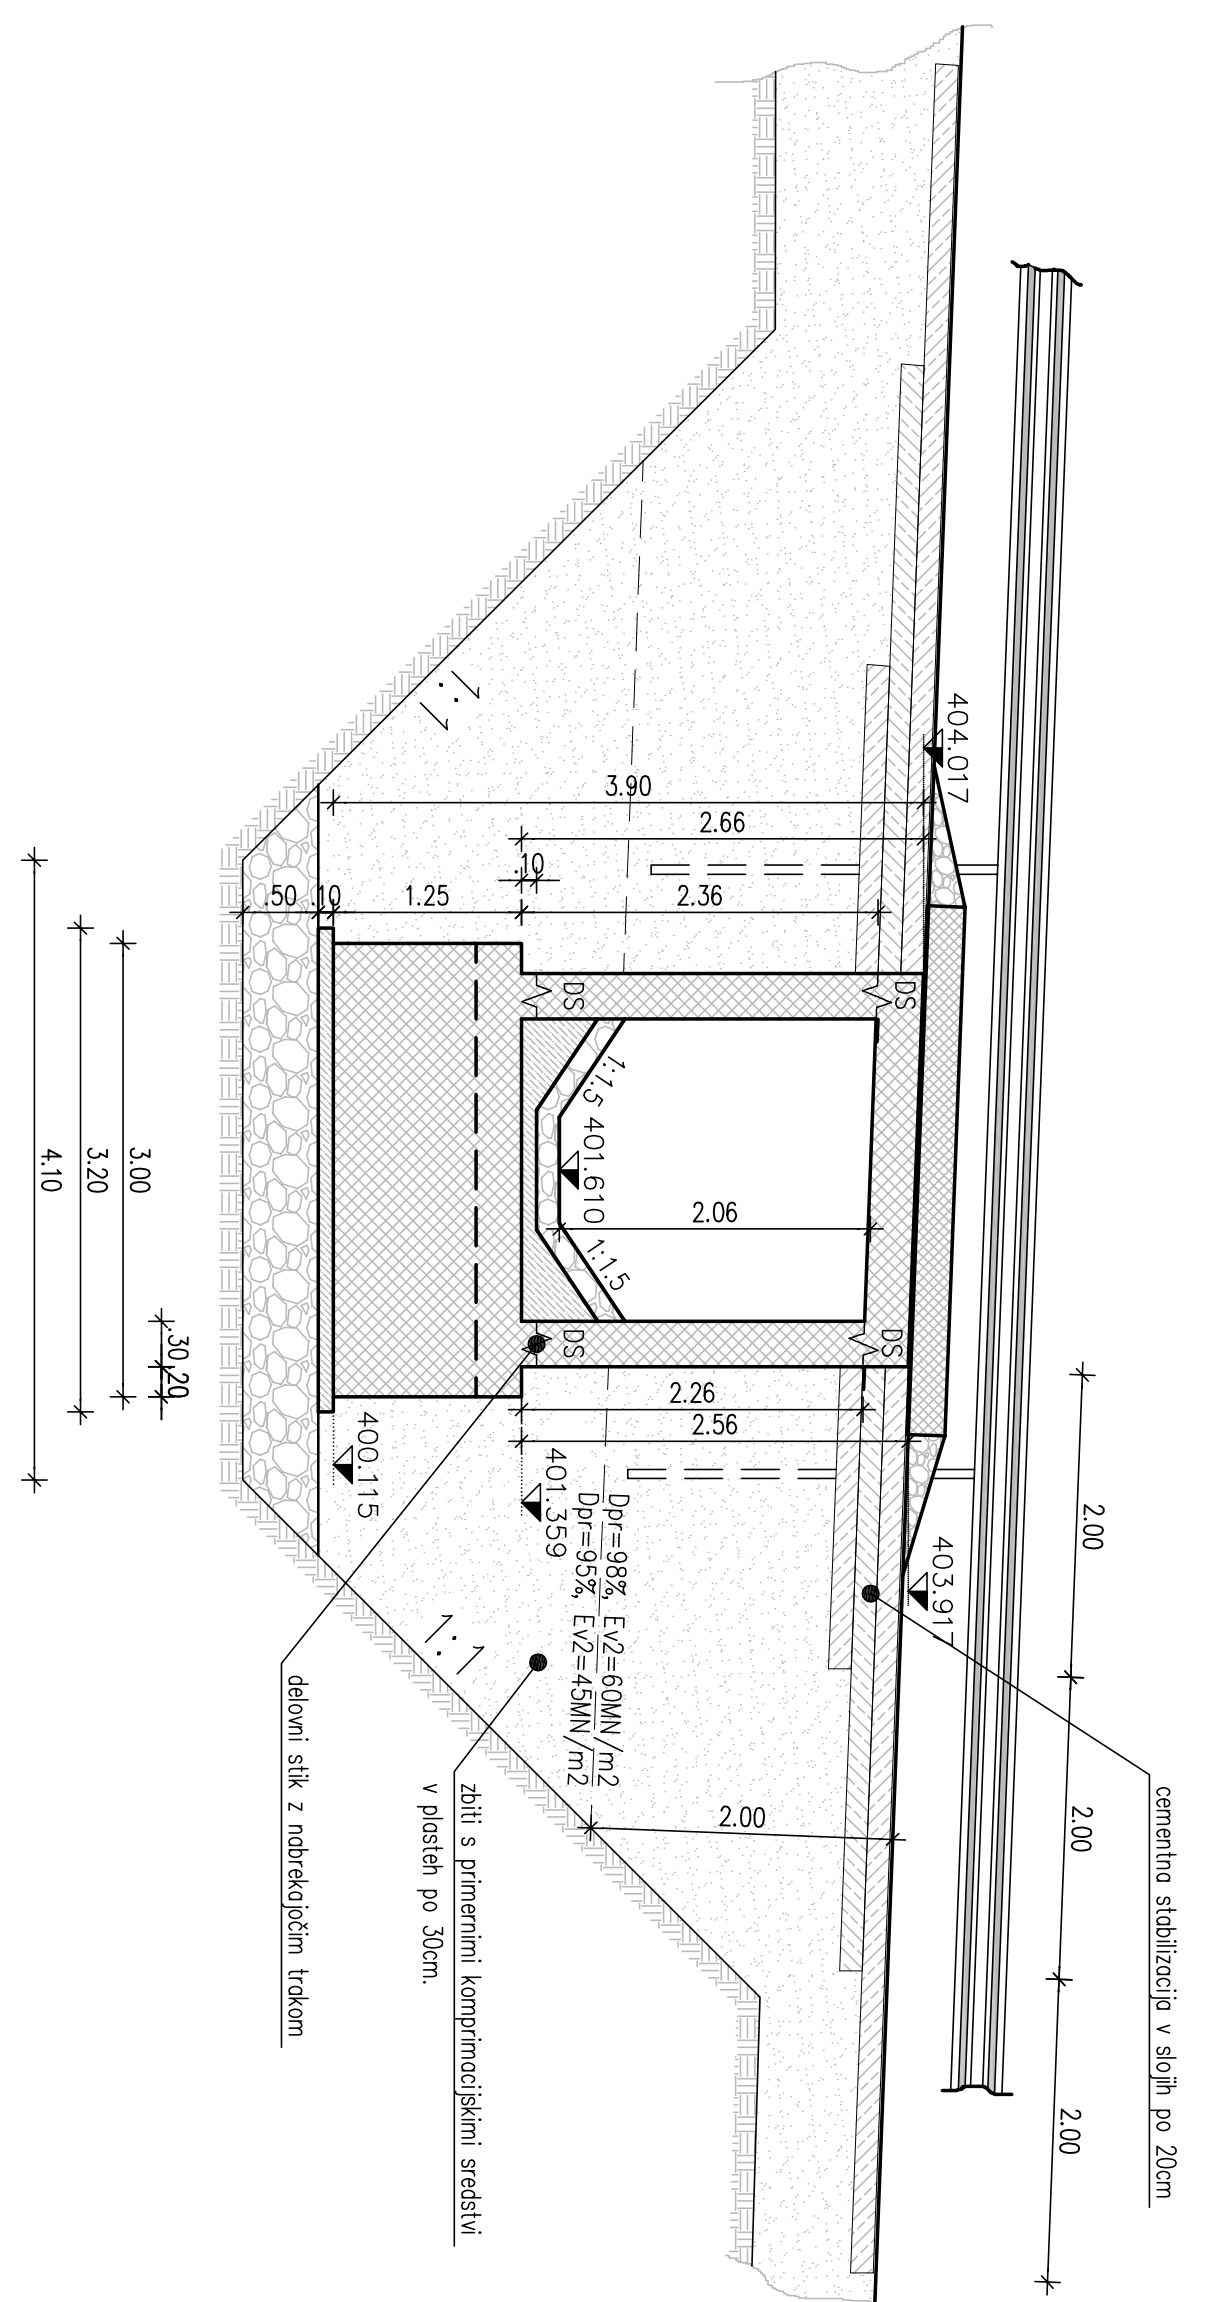 404.017
3.90
2.66
.10
.50
.10
1.25
2.36
DS
DS
1:1
1:1.5
401.610
2.06
1:1.5
DS
DS
2.26
2.56
400.115
401.359
403.917
Dpr=98%, Ev2=60MN/m2
Dpr=95%, Ev2=45MN/m2
1:1
2.00
2.00
2.00
2.00
3.00
3.20
4.10
.30
.20
cementna stabilizacija v slojih po 20cm
zbiti s primernimi komprimacijskimi sredstvi
v plasteh po 30cm.
delovni stik z nabrekajočim trakom